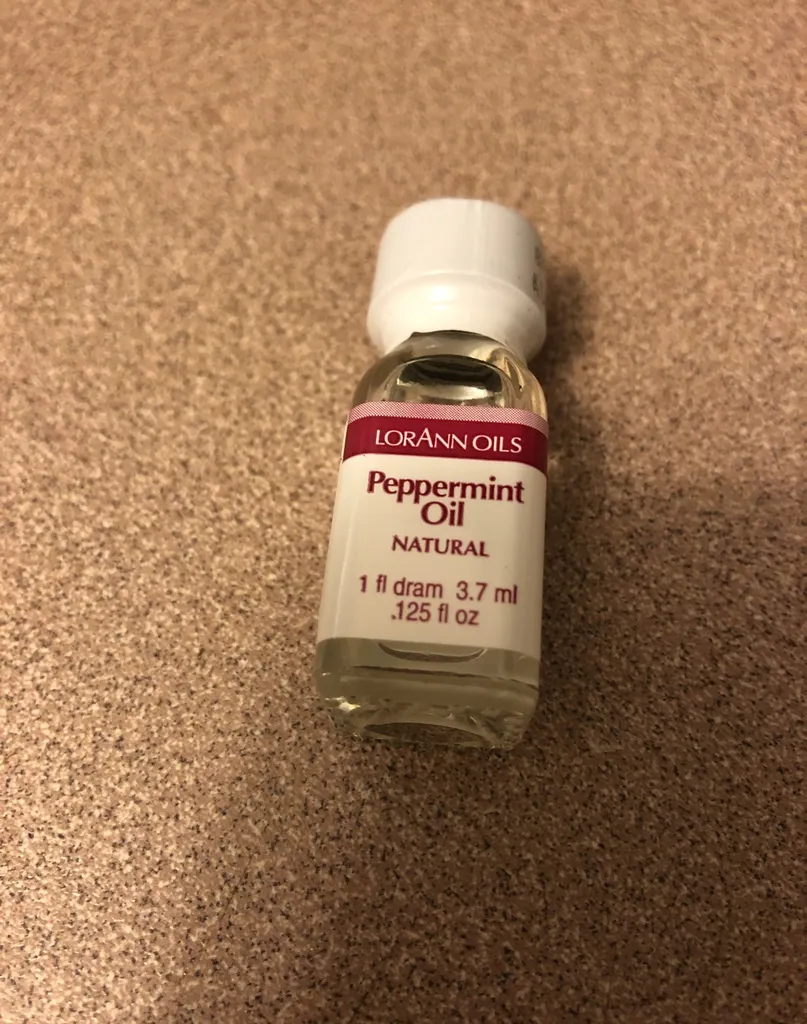 LORANN OILS
Peppermint
Oil
NATURAL
1 fl dram 3.7 ml
.125 fl oz